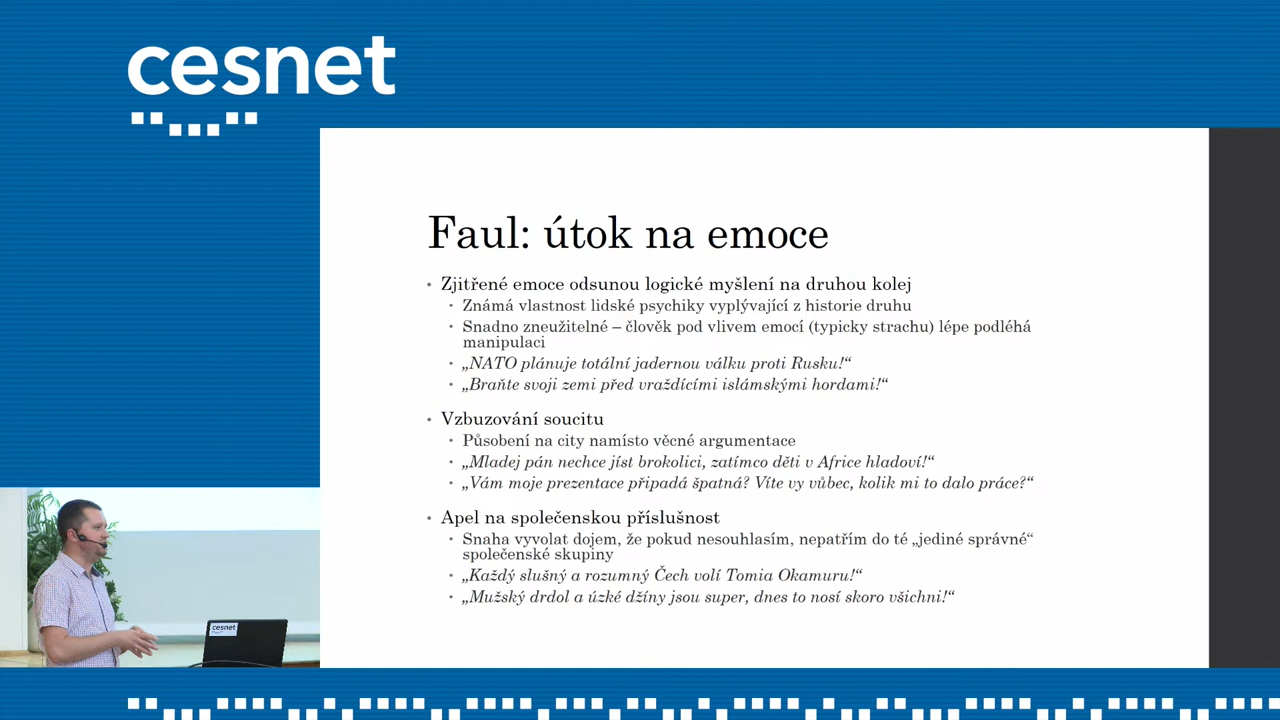 cesnet
Faul: útok na emoce
• Zjitřené emoce odsunou logické myšlení na druhou kolej
• Známá vlastnost lidské psychiky vyplývající z historie druhu
• Snadno zneužitelné – člověk pod vlivem emocí (typicky strachu) lépe podléhá
manipulaci
• „NATO plánuje totální jadernou válku proti Rusku!“
• „Braňte svoji zemi před vraždícími islámskými hordami!“
• Vzbuzování soucitu
• Působení na city namísto věcné argumentace
• „Mladej pán nechce jíst brokolici, zatímco děti v Africe hladoví!“
• „Vám moje prezentace připadá špatná? Víte vy vůbec, kolik mi to dalo práce?“
• Apel na společenskou příslušnost
• Snaha vyvolat dojem, že pokud nesouhlasím, nepatřím do té „jediné správné“
společenské skupiny
• „Každý slušný a rozumný Čech volí Tomia Okamuru!“
• „Mužský drdol a úzké džíny jsou super, dnes to nosí skoro všichni!“
cesnet